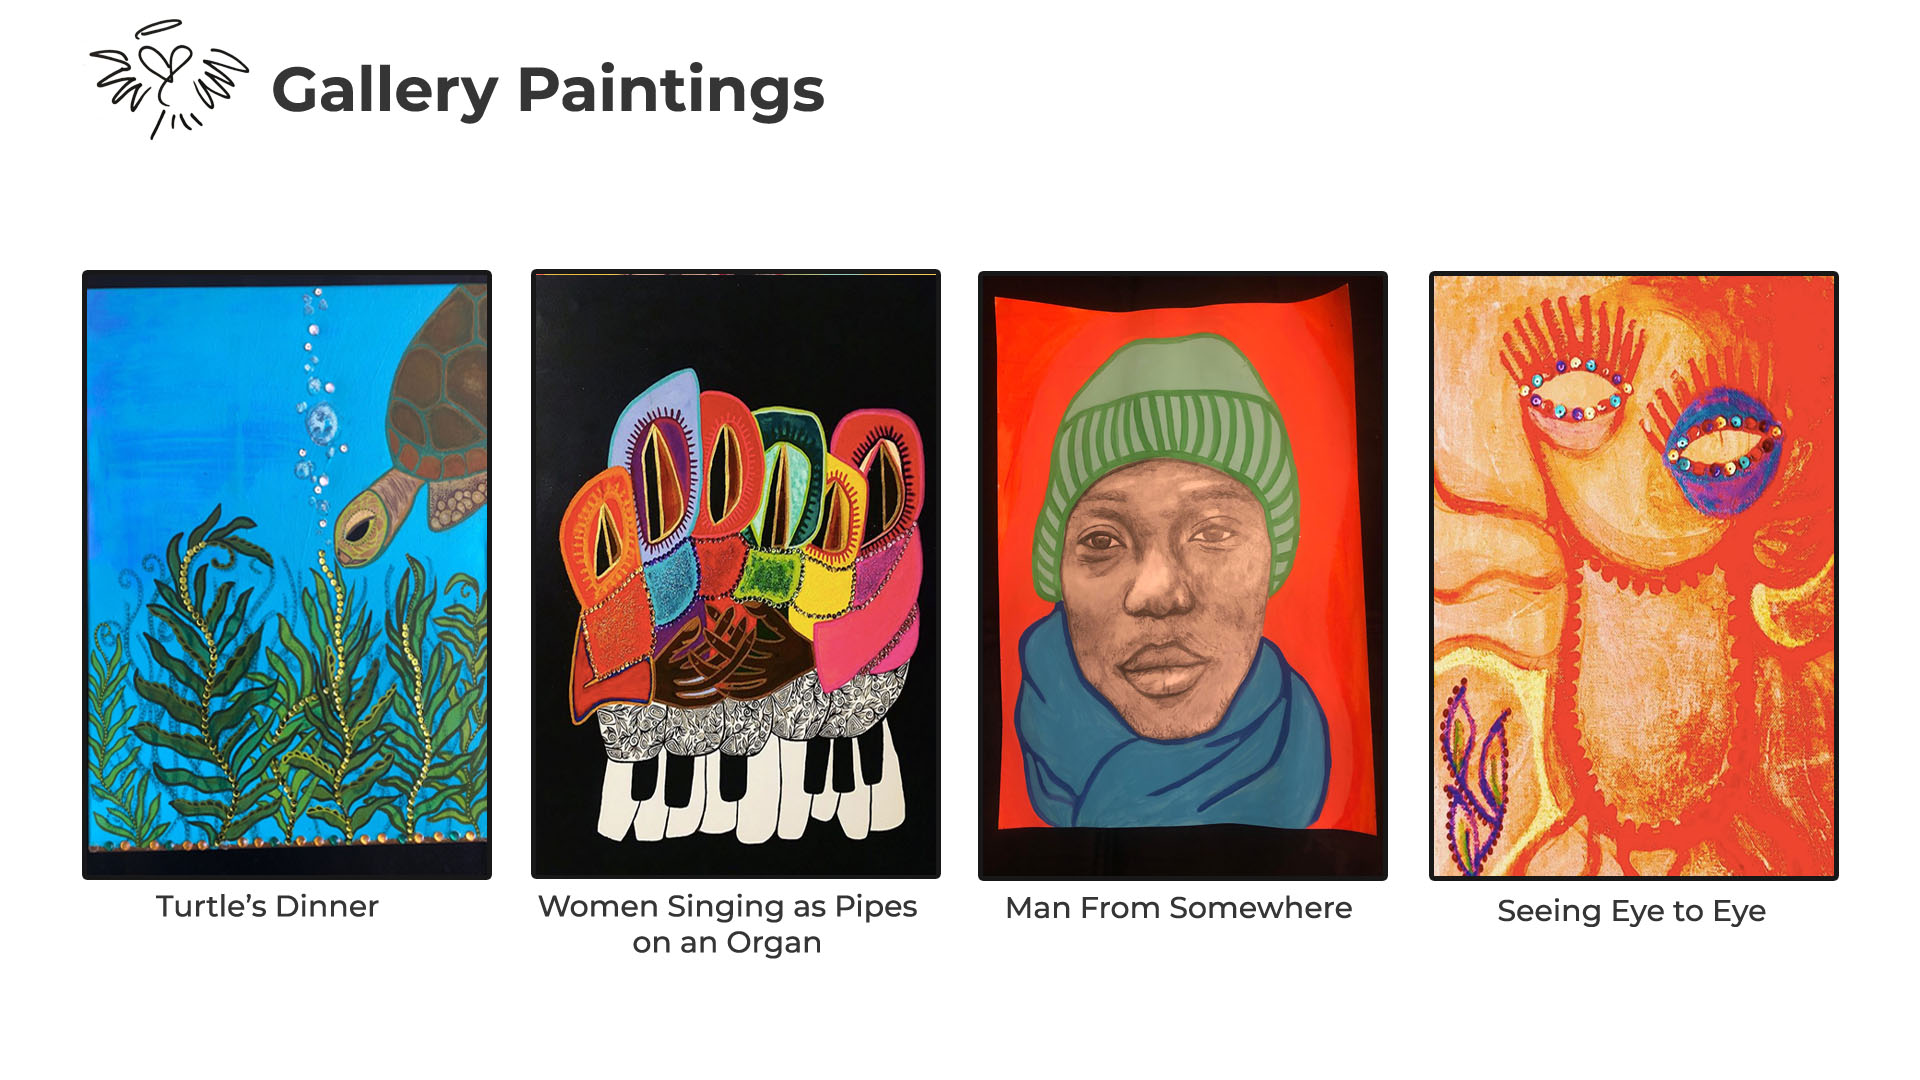 Gallery Paintings
Turtle’s Dinner
Women Singing as Pipes
on an Organ
Man From Somewhere
Seeing Eye to Eye